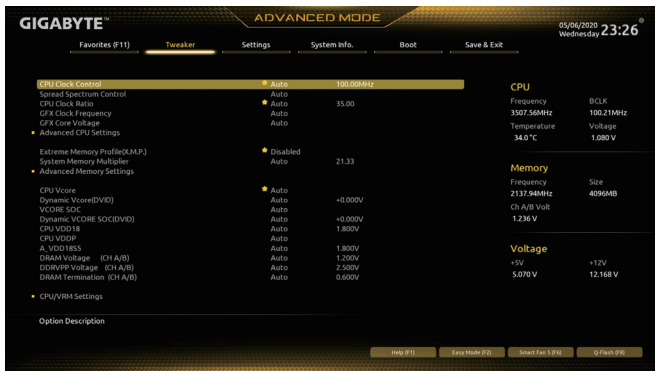 GIGABYTE™
ADVANCED MODE
05/06/2020
Wednesday 23:26
Favorites (F11) Tweaker Settings System Info. Boot Save & Exit
CPU Clock Control Auto 100.00MHz
Spread Spectrum Control Auto
CPU Clock Ratio Auto 35.00
GFX Clock Frequency Auto
GFX Core Voltage Auto
Advanced CPU Settings
Extreme Memory Profile(X.M.P.) Disabled
System Memory Multiplier Auto 21.33
Advanced Memory Settings
CPU Vcore Auto
Dynamic Vcore(DVID) Auto +0.000V
VCORE SOC Auto
Dynamic VCORE SOC(DVID) Auto +0.000V
CPU VDD18 Auto 1.800V
CPU VDDP Auto
A_VDD18S5 Auto 1.800V
DRAM Voltage (CH A/B) Auto 1.200V
DDRVPP Voltage (CH A/B) Auto 2.500V
DRAM Termination (CH A/B) Auto 0.600V
CPU/VRM Settings
Option Description
CPU
Frequency BCLK
3507.56MHz 100.21MHz
Temperature Voltage
34.0 °C 1.080 V
Memory
Frequency Size
2137.94MHz 4096MB
Ch A/B Volt
1.236 V
Voltage
+5V +12V
5.070 V 12.168 V
Help (F1) Easy Mode (F2) Smart Fan 5 (F6) Q-Flash (F8)